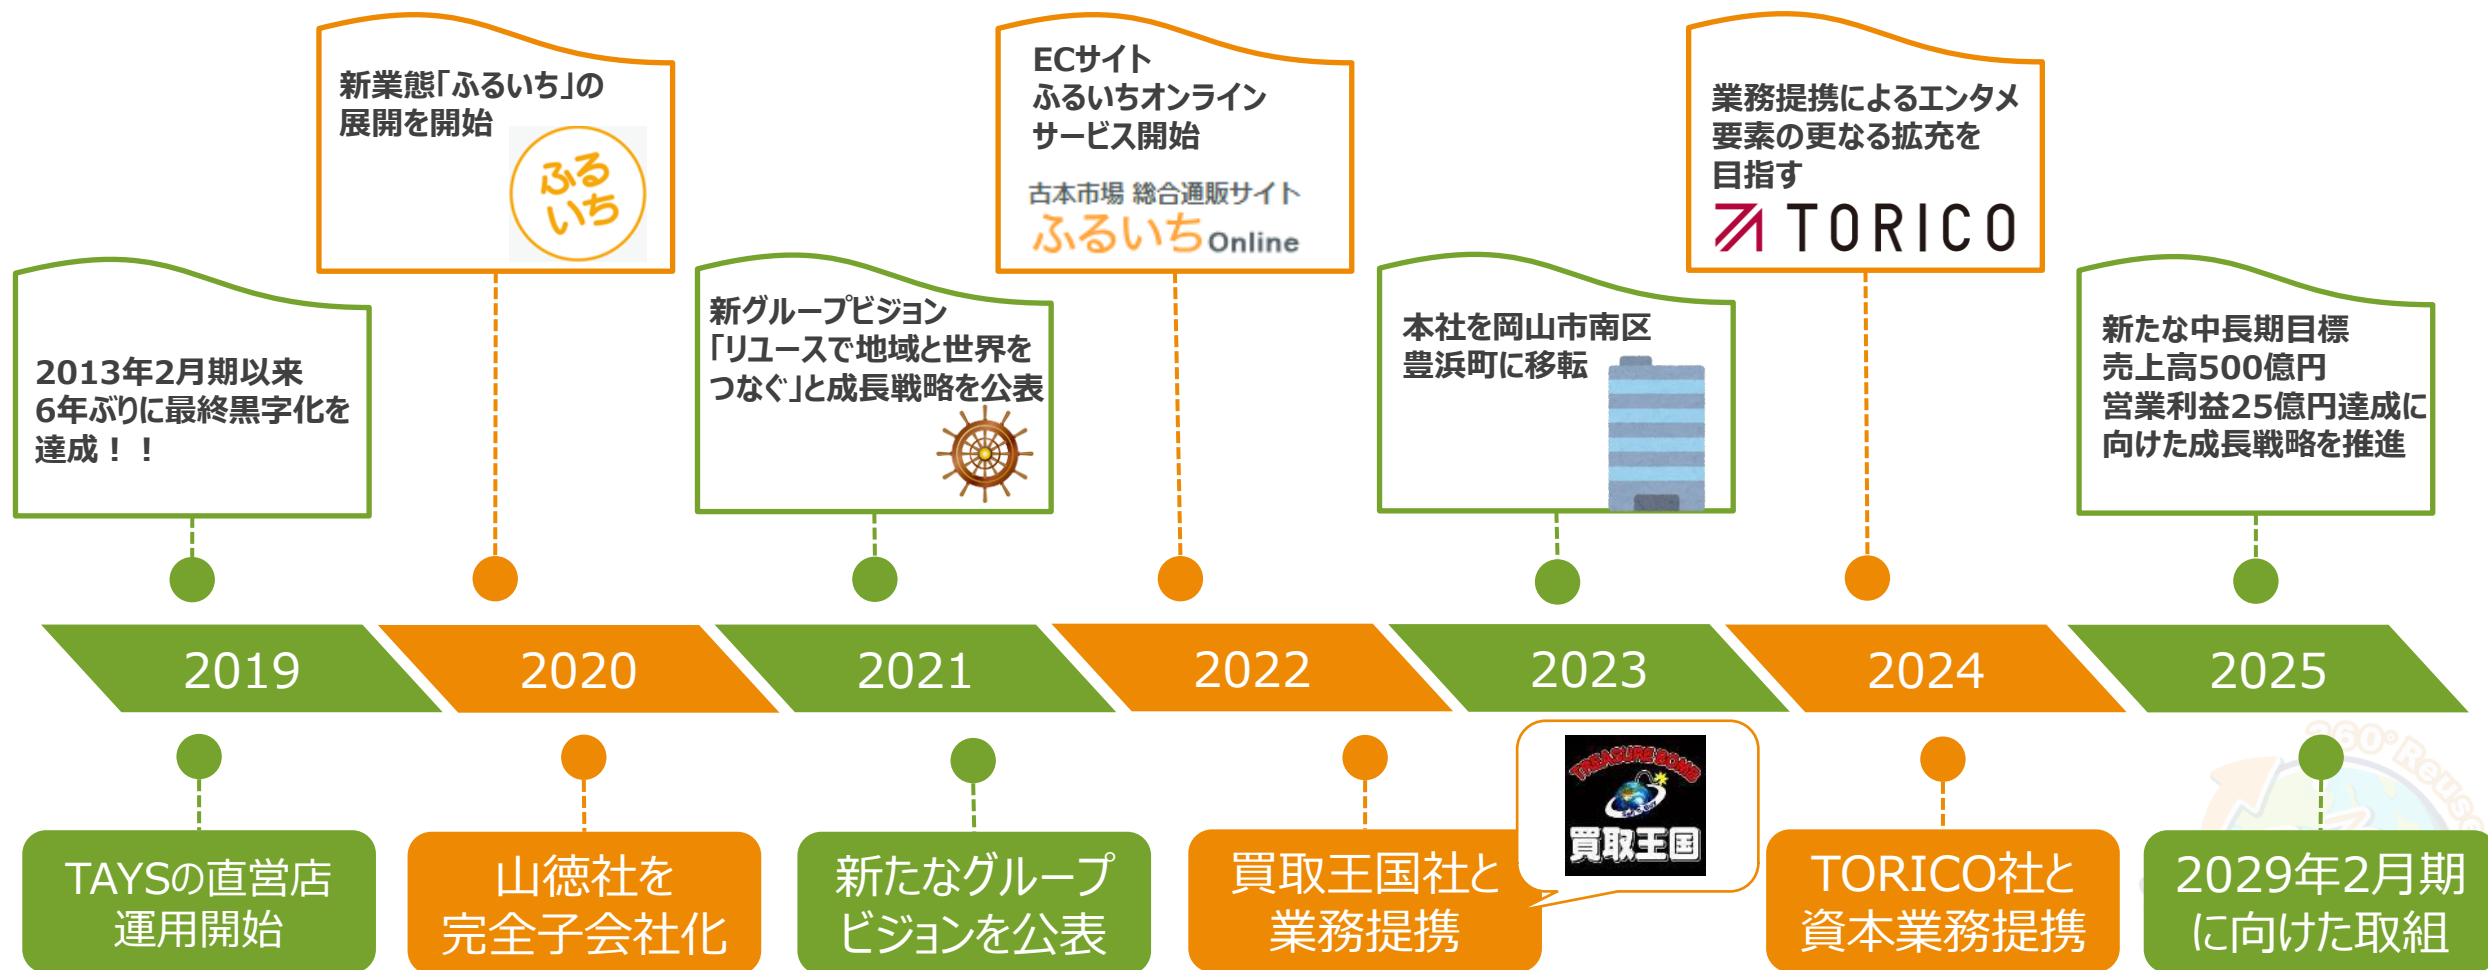 新業態「ふるいち」の
展開を開始
ふる
いち
ECサイト
ふるいちオンライン
サービス開始
古本市場 総合通販サイト
ふるいちOnline
業務提携によるエンタメ
要素の更なる拡充を
目指す
TORICO
2013年2月期以来
6年ぶりに最終黒字化を
達成！！
新グループビジョン
「リユースで地域と世界を
つなぐ」と成長戦略を公表
本社を岡山市南区
豊浜町に移転
新たな中長期目標
売上高500億円
営業利益25億円達成に
向けた成長戦略を推進
2019
2020
2021
2022
2023
2024
2025
TAYSの直営店
運用開始
山徳社を
完全子会社化
新たなグループ
ビジョンを公表
買取王国社と
業務提携
TREASURE BOMB
買取王国
TORICO社と
資本業務提携
360° Reuse
2029年2月期
に向けた取組